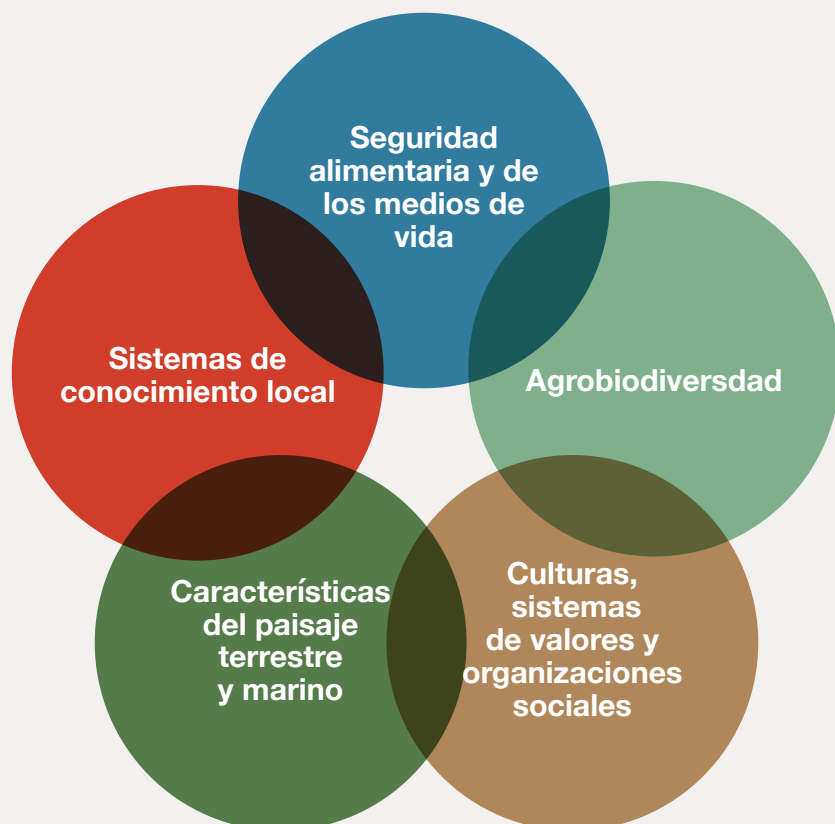 Seguridad
alimentaria y de
los medios de
vida
Sistemas de
conocimiento local
Agrobiodiversdad
Características
del paisaje
terrestre
y marino
Culturas,
sistemas
de valores y
organizaciones
sociales